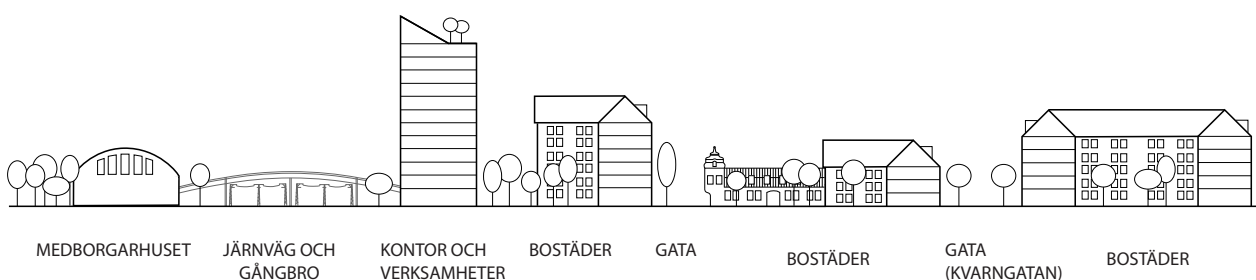 MEDBORGARHUSET
JÄRNVÄG OCH
GÅNGBRO
KONTOR OCH
VERKSAMHETER
BOSTÄDER
GATA
BOSTÄDER
GATA
(KVARNGATAN)
BOSTÄDER